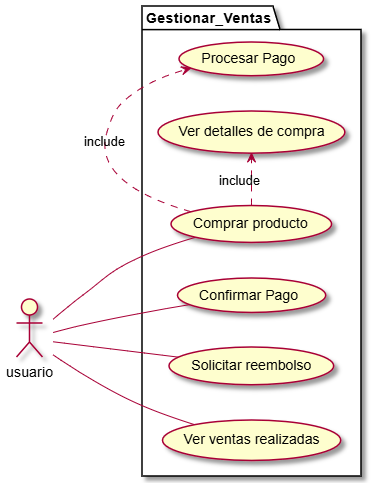 Gestionar_Ventas
Procesar Pago
include
Ver detalles de compra
include
Comprar producto
Confirmar Pago
usuario
Solicitar reembolso
Ver ventas realizadas